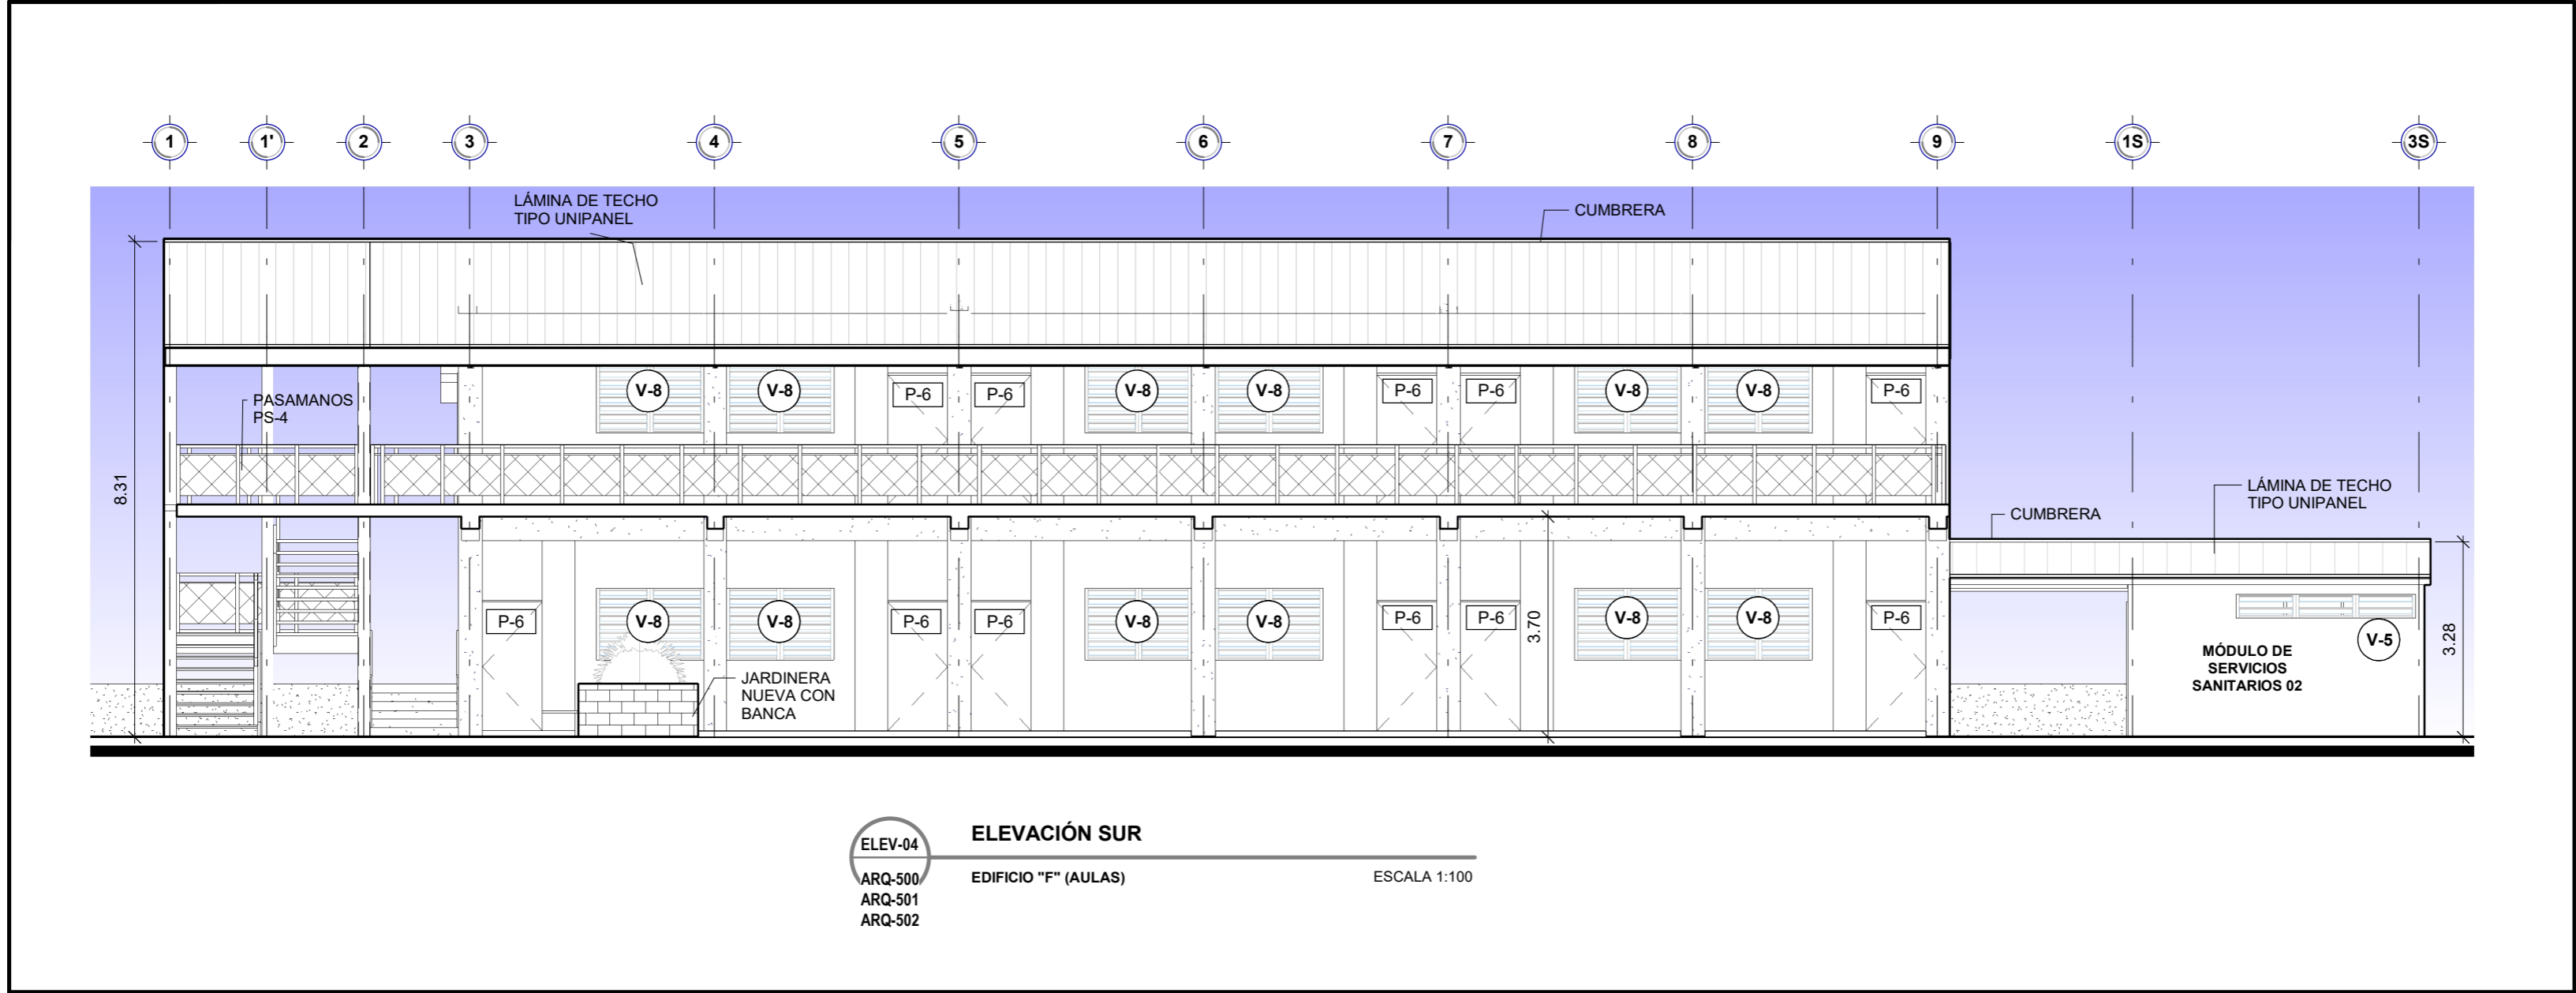 1
1'
2
3
4
5
6
7
8
9
1S
3S
LÁMINA DE TECHO
TIPO UNIPANEL
CUMBRERA
8.31
PASAMANOS
PS-4
V-8
V-8
P-6
P-6
V-8
V-8
P-6
P-6
V-8
V-8
P-6
LÁMINA DE TECHO
TIPO UNIPANEL
CUMBRERA
P-6
V-8
V-8
P-6
P-6
V-8
V-8
P-6
P-6
3.70
V-8
V-8
P-6
V-5
3.28
MÓDULO DE
SERVICIOS
SANITARIOS 02
JARDINERA
NUEVA CON
BANCA
ELEV-04
ARQ-500
ARQ-501
ARQ-502
ELEVACIÓN SUR
EDIFICIO "F" (AULAS)
ESCALA 1:100